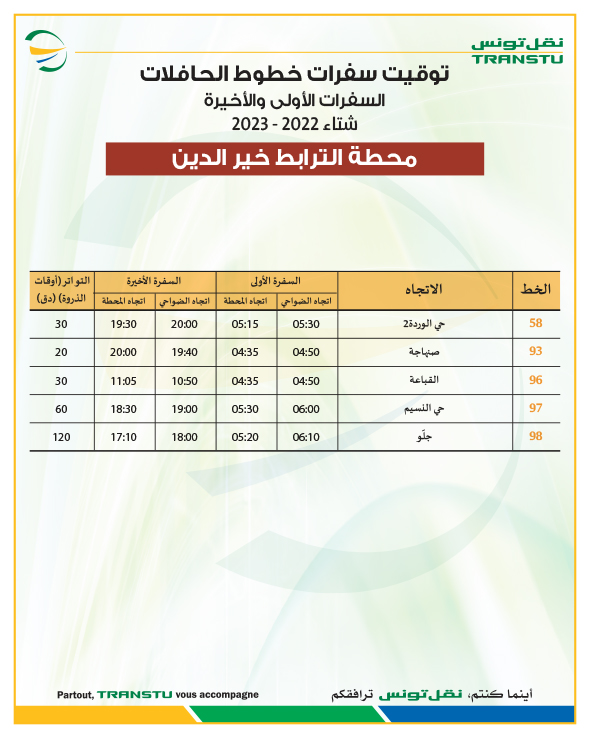 نقل تونس
TRANSTU
توقيت سفرات خطوط الحافلات
السفرات الأولى والأخيرة
شتاء 2022 - 2023
محطة الترابط خير الدين
الخط الاتجاه السفرة الأولى السفرة الأخيرة التواتر (أوقات الذروة) (دق)
اتجاه الضواحي اتجاه المحطة اتجاه الضواحي اتجاه المحطة
58 حي الوردة2 05:30 05:15 20:00 19:30 30
93 صنهاجة 04:50 04:35 19:40 20:00 20
96 القباعة 04:50 04:35 10:50 11:05 30
97 حي النسيم 06:00 05:30 19:00 18:30 60
98 جلّو 06:10 05:20 18:00 17:10 120
أينما كنتم، نقل تونس ترافقكم
Partout, TRANSTU vous accompagne